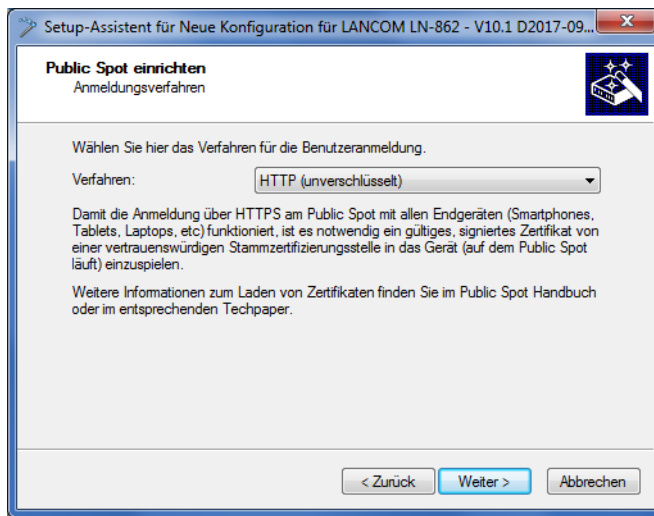 Setup-Assistent für Neue Konfiguration für LANCOM LN-862 - V10.1 D2017-09...
Public Spot einrichten
Anmeldungsverfahren
Wählen Sie hier das Verfahren für die Benutzeranmeldung.
Verfahren:
HTTP (unverschlüsselt)
Damit die Anmeldung über HTTPS am Public Spot mit allen Endgeräten (Smartphones,
Tablets, Laptops, etc) funktioniert, ist es notwendig ein gültiges, signiertes Zertifikat von
einer vertrauenswürdigen Stammzertifizierungsstelle in das Gerät (auf dem Public Spot
läuft) einzuspielen.
Weitere Informationen zum Laden von Zertifikaten finden Sie im Public Spot Handbuch
oder im entsprechenden Techpaper.
< Zurück
Weiter >
Abbrechen